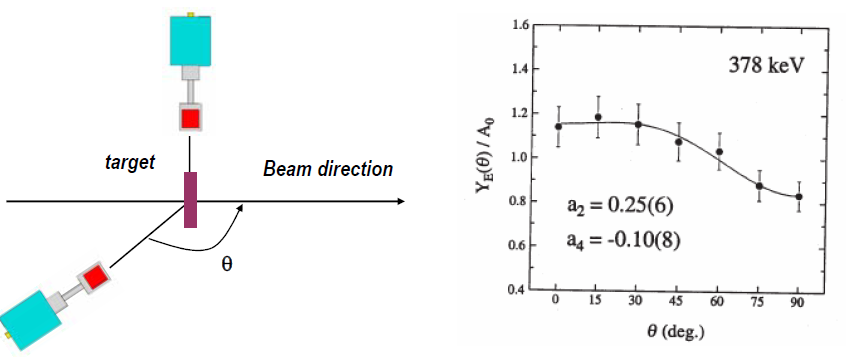 target
Beam direction
θ
1.6
1.4
1.2
1.0
0.8
0.6
0.4
Y_E(θ) / A_0
378 keV
a_2 = 0.25(6)
a_4 = -0.10(8)
0 15 30 45 60 75 90
θ (deg.)